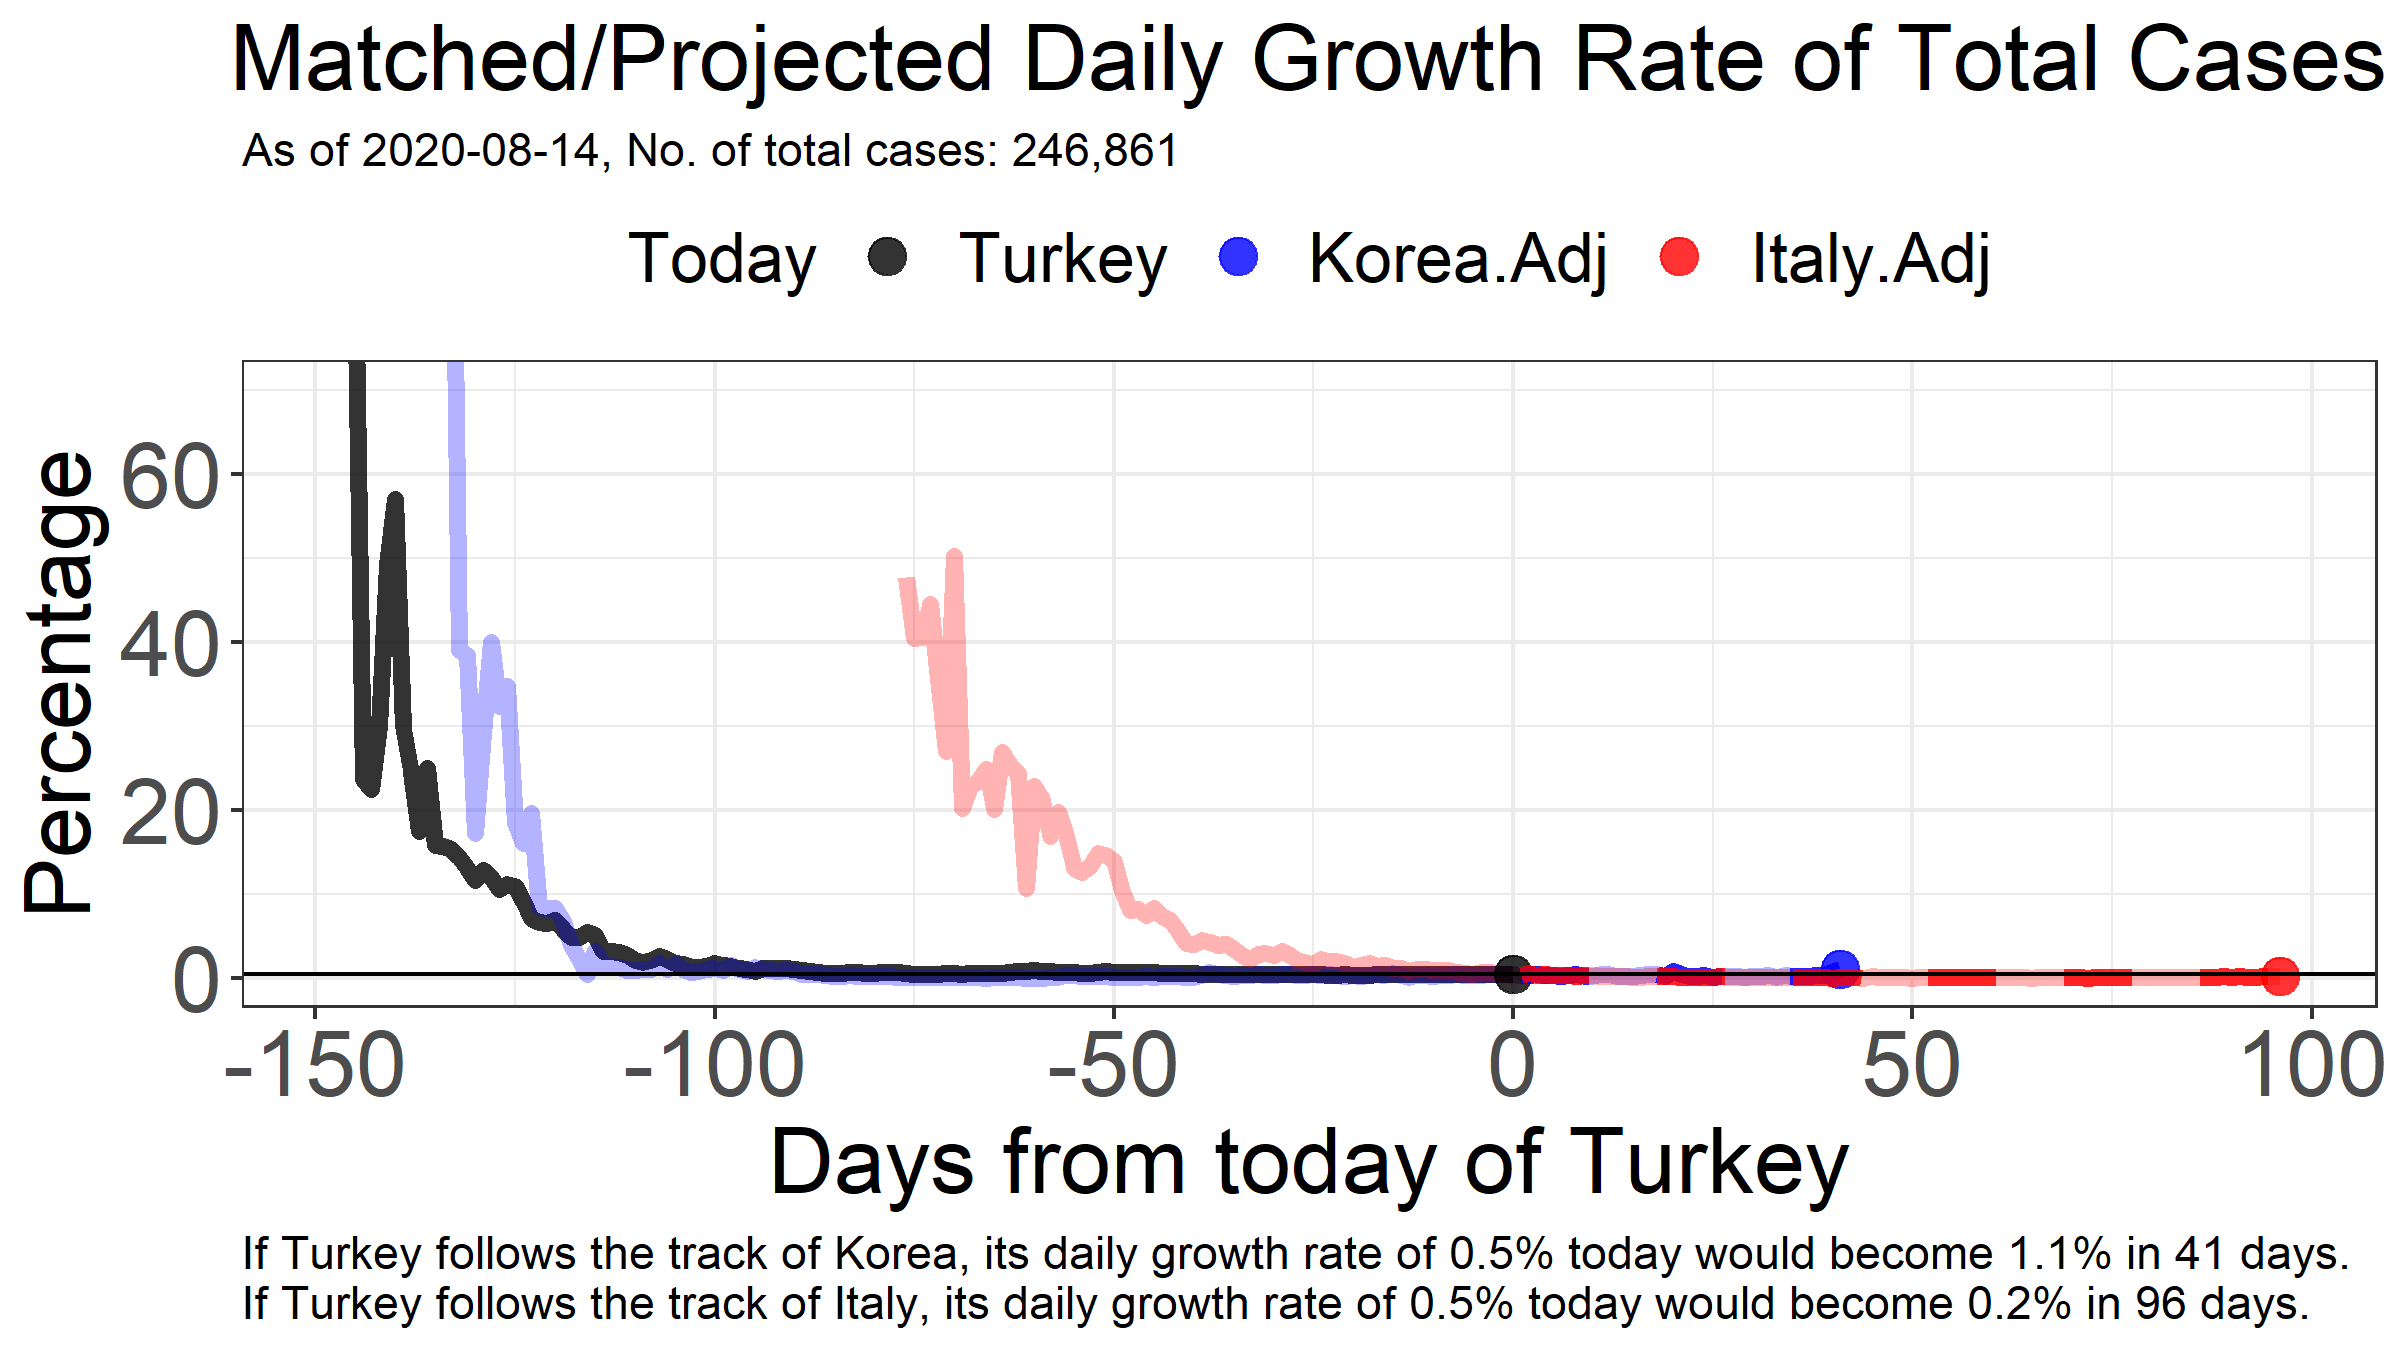 Matched/Projected Daily Growth Rate of Total Cases
As of 2020-08-14, No. of total cases: 246,861
Today Turkey Korea.Adj Italy.Adj
Percentage
60
40
20
0
-150 -100 -50 0 50 100
Days from today of Turkey
If Turkey follows the track of Korea, its daily growth rate of 0.5% today would become 1.1% in 41 days.
If Turkey follows the track of Italy, its daily growth rate of 0.5% today would become 0.2% in 96 days.